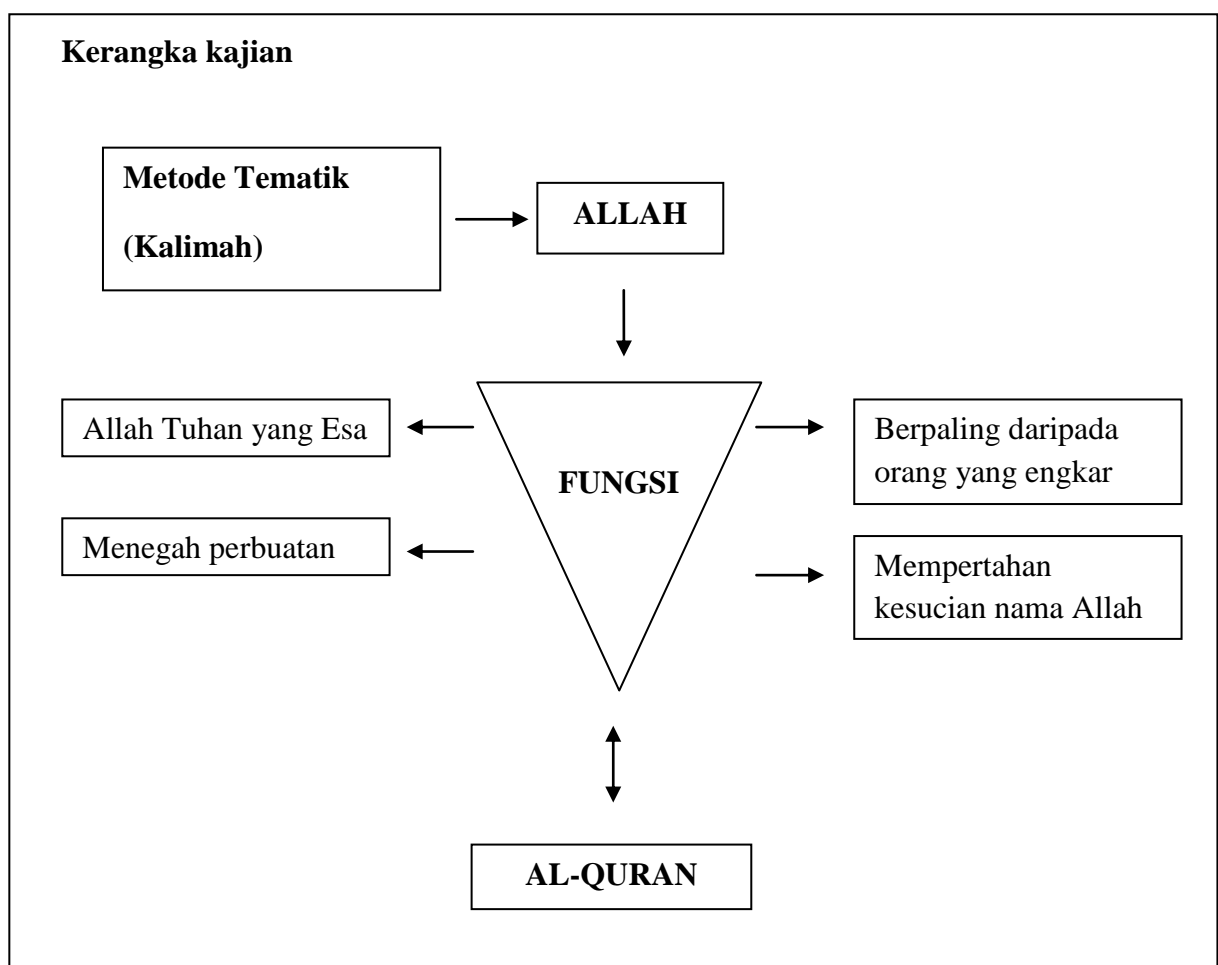 Kerangka kajian
Metode Tematik
(Kalimah)
ALLAH
Allah Tuhan yang Esa
Menegah perbuatan
FUNGSI
Berpaling daripada
orang yang engkar
Mempertahan
kesucian nama Allah
AL-QURAN